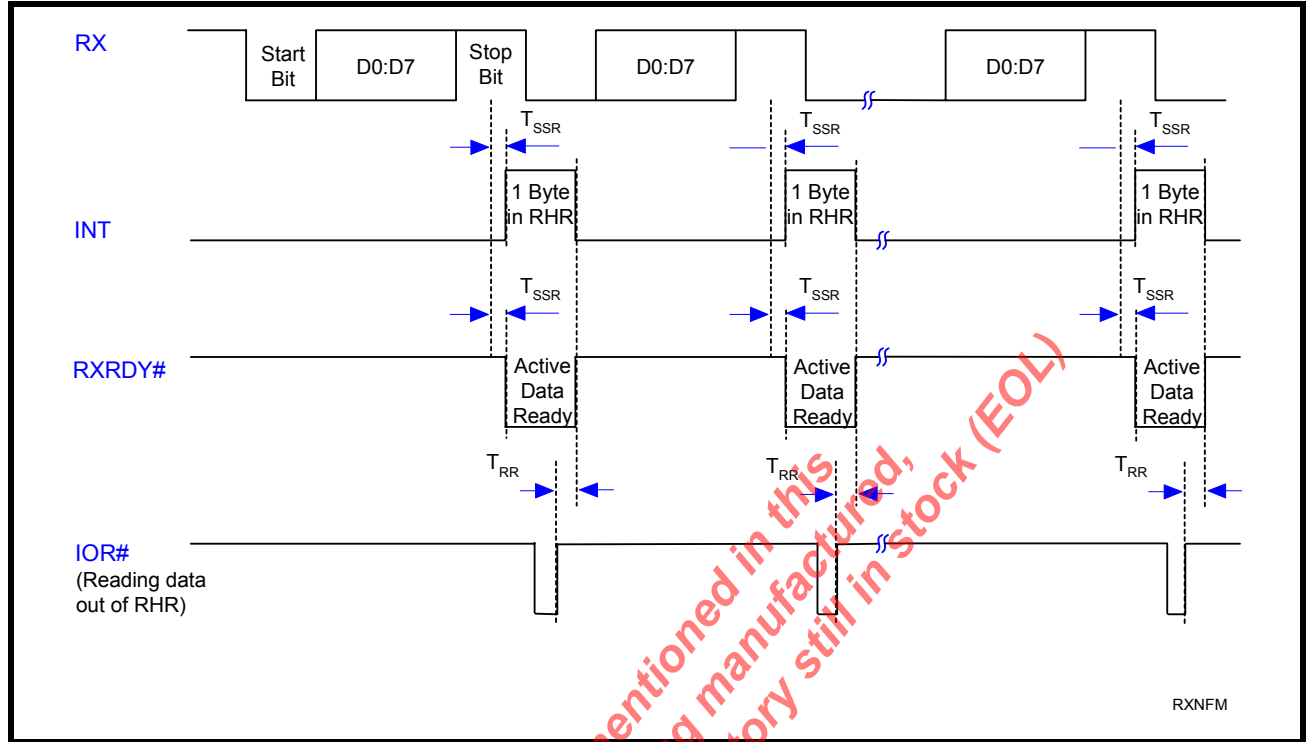 RX
Start
Bit
D0:D7
Stop
Bit
D0:D7
D0:D7
TSSR
TSSR
TSSR
INT
1 Byte
in RHR
1 Byte
in RHR
1 Byte
in RHR
TSSR
TSSR
TSSR
RXRDY#
Active
Data
Ready
Active
Data
Ready
Active
Data
Ready
TRR
TRR
TRR
IOR#
(Reading data
out of RHR)
mentioned in this
manufactured,
still in stock (EOL)
RXNFM